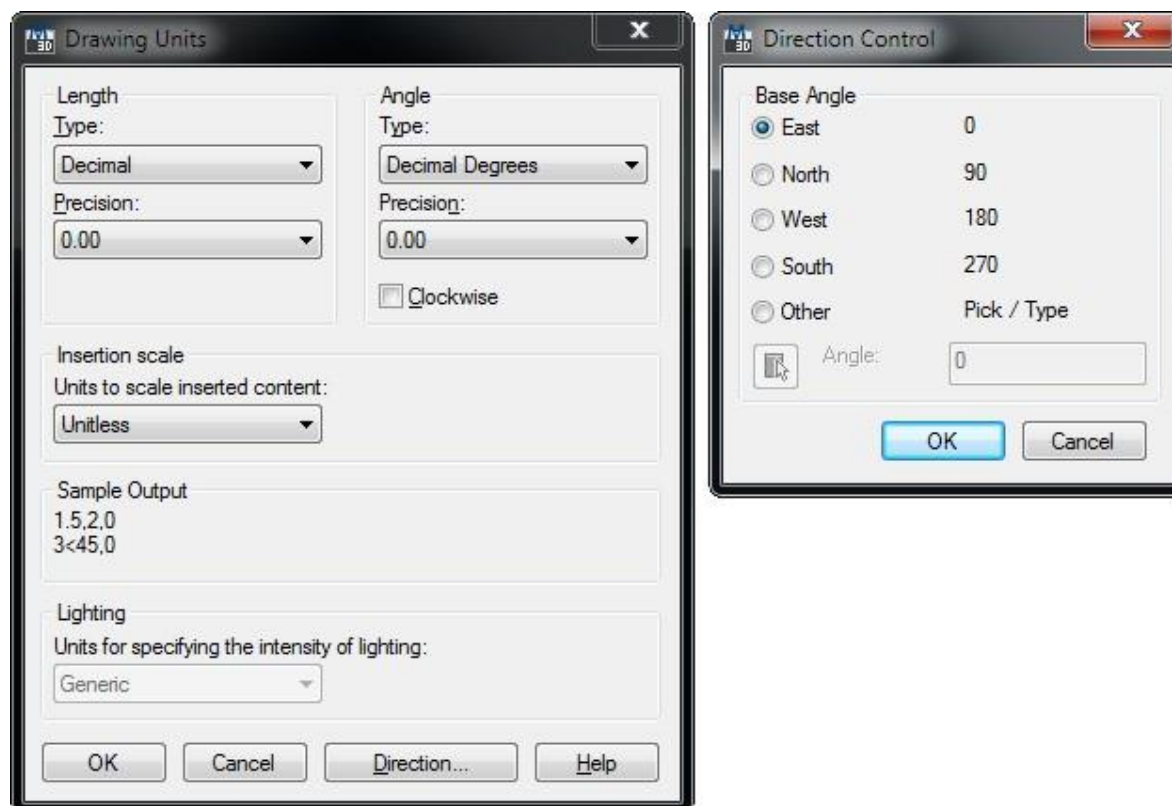 Drawing Units
X
Length
Type:
Decimal
Precision:
0.00
Angle
Type:
Decimal Degrees
Precision:
0.00
Clockwise
Insertion scale
Units to scale inserted content:
Unitless
Sample Output
1.5,2,0
3<45,0
Lighting
Units for specifying the intensity of lighting:
Generic
OK Cancel Direction... Help
Direction Control
X
Base Angle
East 0
North 90
West 180
South 270
Other Pick / Type
Angle: 0
OK Cancel